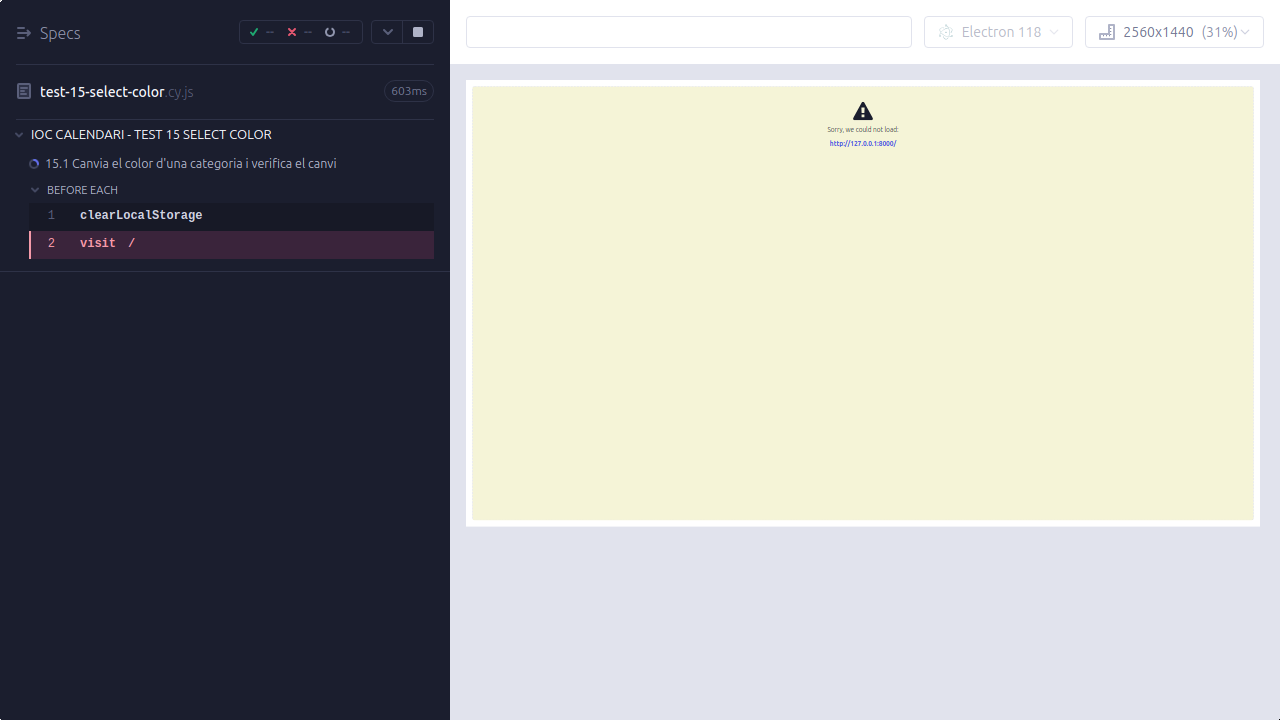 Specs
-- -- --
test-15-select-color.cy.js 603ms
IOC CALENDARI - TEST 15 SELECT COLOR
15.1 Canvia el color d'una categoria i verifica el canvi
BEFORE EACH
1 clearLocalStorage
2 visit /
Electron 118
2560x1440 (31%)
Sorry, we could not load:
http://127.0.0.1:8000/